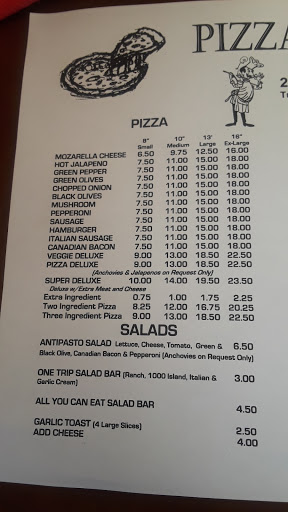 PIZZA
2
PIZZA
8" 10" 13' 16"
Small Medium Large Ex-Large
MOZARELLA CHEESE 6.50 9.75 12.50 16.00
HOT JALAPENO 7.50 11.00 15.00 18.00
GREEN PEPPER 7.50 11.00 15.00 18.00
GREEN OLIVES 7.50 11.00 15.00 18.00
CHOPPED ONION 7.50 11.00 15.00 18.00
BLACK OLIVES 7.50 11.00 15.00 18.00
MUSHROOM 7.50 11.00 15.00 18.00
PEPPERONI 7.50 11.00 15.00 18.00
SAUSAGE 7.50 11.00 15.00 18.00
HAMBURGER 7.50 11.00 15.00 18.00
ITALIAN SAUSAGE 7.50 11.00 15.00 18.00
CANADIAN BACON 7.50 11.00 15.00 18.00
VEGGIE DELUXE 9.00 13.00 18.50 22.50
PIZZA DELUXE 9.00 13.00 18.50 22.50
(Anchovies & Jalapenos on Request Only)
SUPER DELUXE 10.00 14.00 19.50 23.50
Deluxe w/ Extra Meat and Cheese
Extra Ingredient 0.75 1.00 1.75 2.25
Two Ingredient Pizza 8.25 12.00 16.75 20.25
Three Ingredient Pizza 9.00 13.00 18.50 22.50
SALADS
ANTIPASTO SALAD Lettuce, Cheese, Tomato, Green & 6.50
Black Olive, Canadian Bacon & Pepperoni (Anchovies on Request Only)
ONE TRIP SALAD BAR (Ranch, 1000 Island, Italian & 3.00
Garlic Cream)
ALL YOU CAN EAT SALAD BAR 4.50
GARLIC TOAST (4 Large Slices) 2.50
ADD CHEESE 4.00